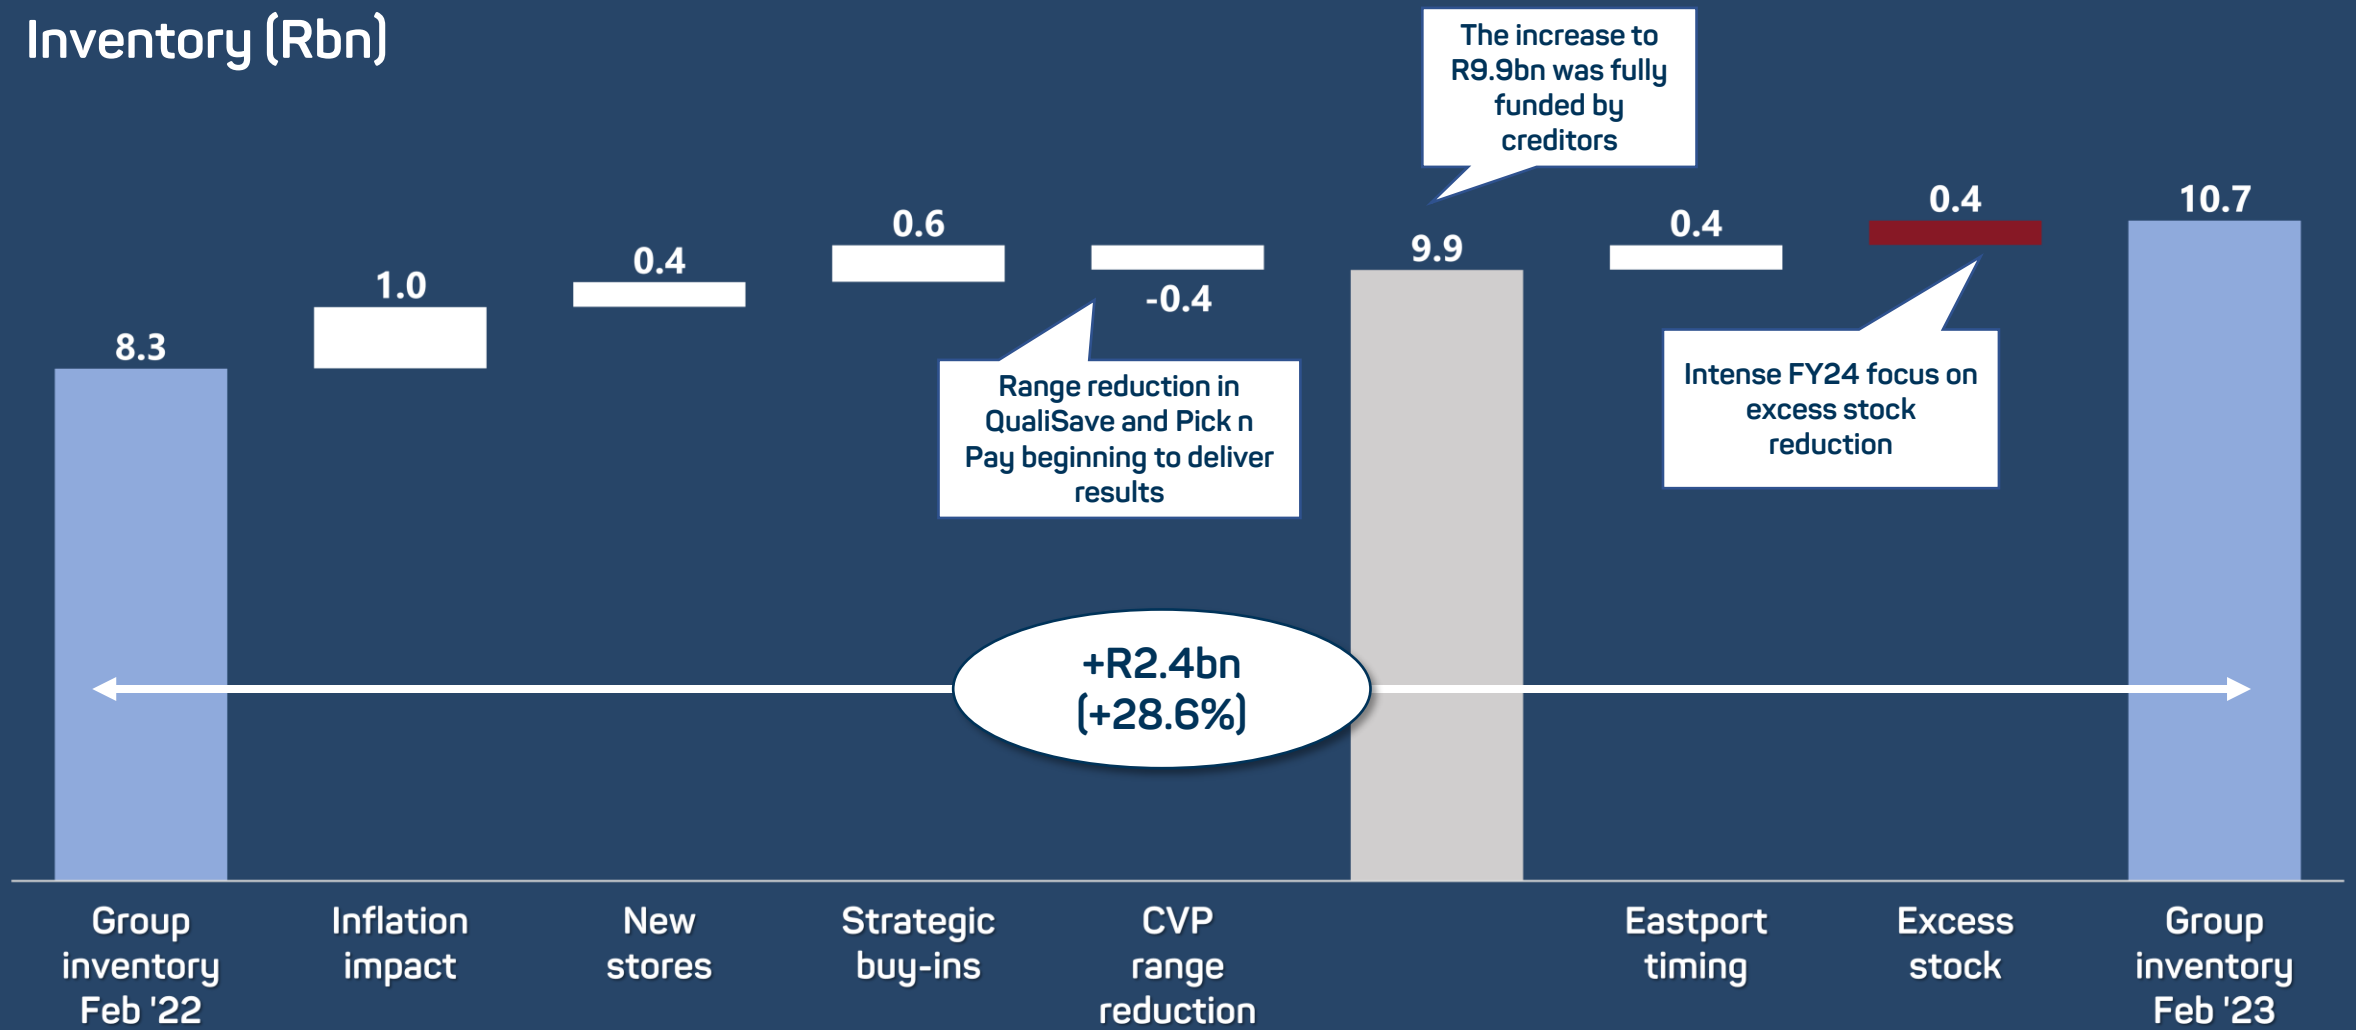 Inventory (Rbn)
The increase to
R9.9bn was fully
funded by
creditors
8.3
1.0
0.4
0.6
-0.4
9.9
0.4
0.4
10.7
Range reduction in
QualiSave and Pick n
Pay beginning to deliver
results
Intense FY24 focus on
excess stock
reduction
+R2.4bn
(+28.6%)
Group
inventory
Feb '22
Inflation
impact
New
stores
Strategic
buy-ins
CVP
range
reduction
Eastport
timing
Excess
stock
Group
inventory
Feb '23